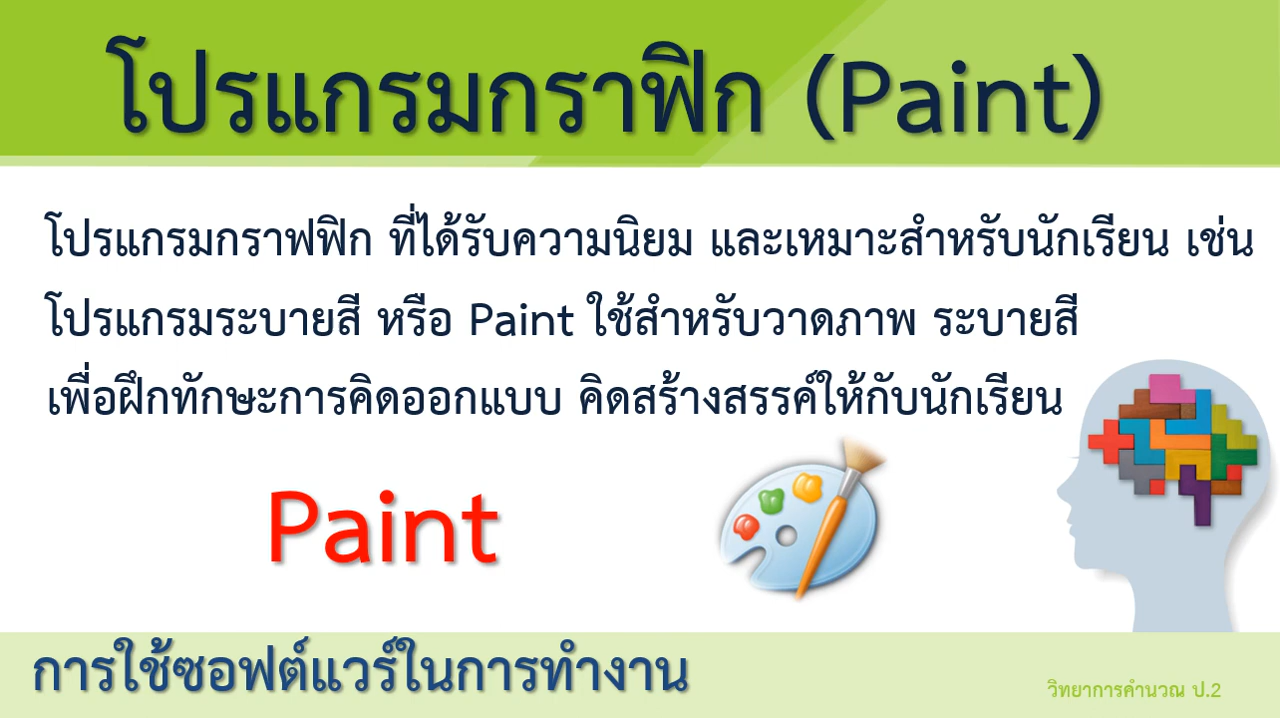 โปรแกรมกราฟิก (Paint)
โปรแกรมกราฟฟิก ที่ได้รับความนิยม และเหมาะสำหรับนักเรียน เช่น
โปรแกรมระบายสี หรือ Paint ใช้สำหรับวาดภาพ ระบายสี
เพื่อฝึกทักษะการคิดออกแบบ คิดสร้างสรรค์ให้กับนักเรียน
Paint
การใช้ซอฟต์แวร์ในการทำงาน
วิทยาการคำนวณ ป.2